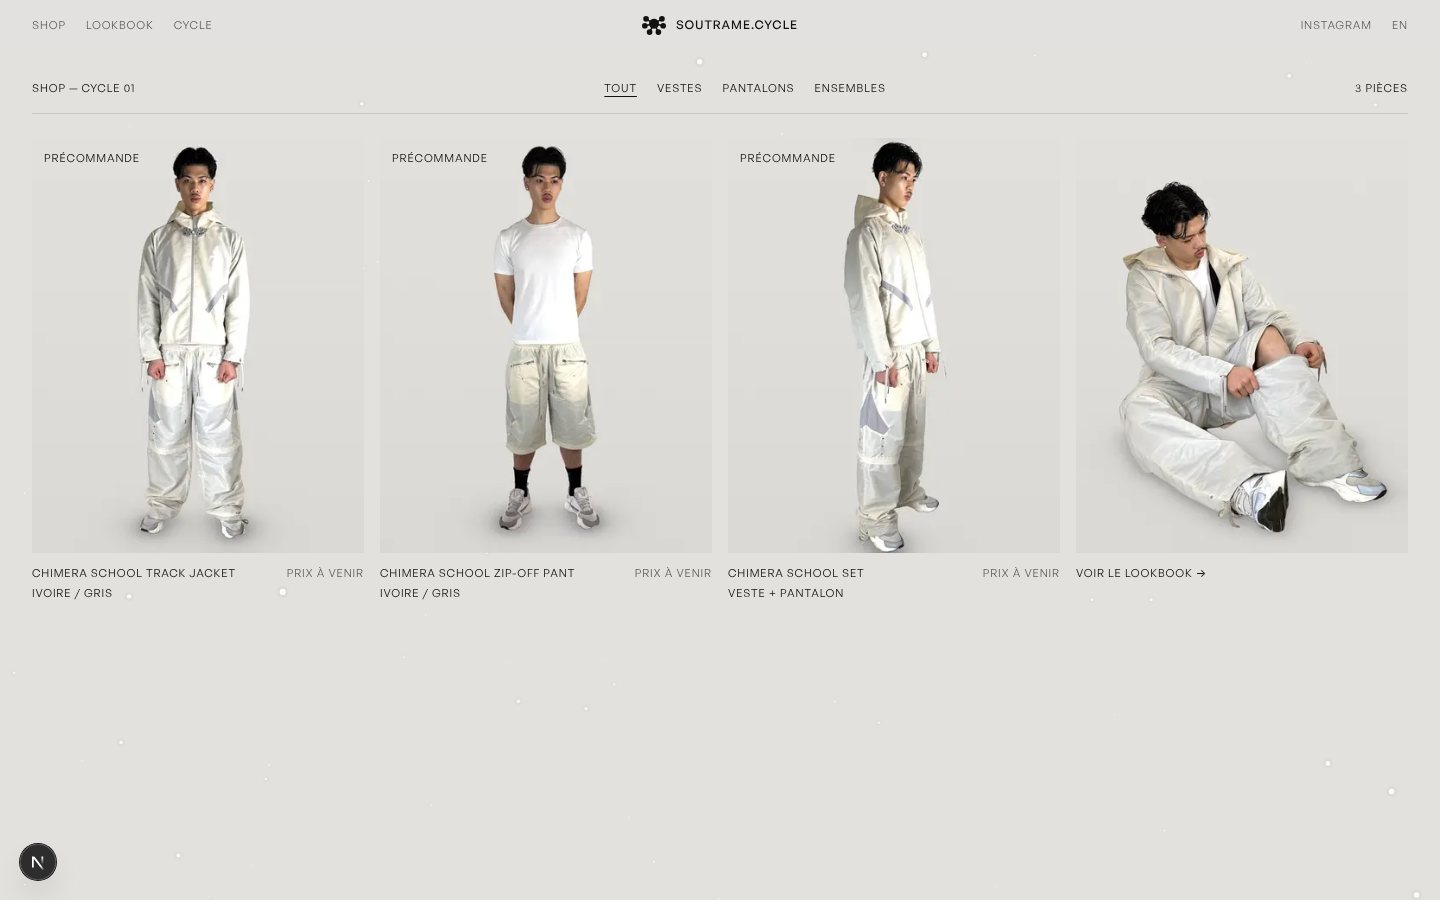 SHOP LOOKBOOK CYCLE
SOUTRAME.CYCLE
INSTAGRAM EN
SHOP — CYCLE 01
TOUT VESTES PANTALONS ENSEMBLES
3 PIÈCES
PRÉCOMMANDE
PRÉCOMMANDE
PRÉCOMMANDE
CHIMERA SCHOOL TRACK JACKET PRIX À VENIR
IVOIRE / GRIS
CHIMERA SCHOOL ZIP-OFF PANT PRIX À VENIR
IVOIRE / GRIS
CHIMERA SCHOOL SET PRIX À VENIR
VESTE + PANTALON
VOIR LE LOOKBOOK →
N